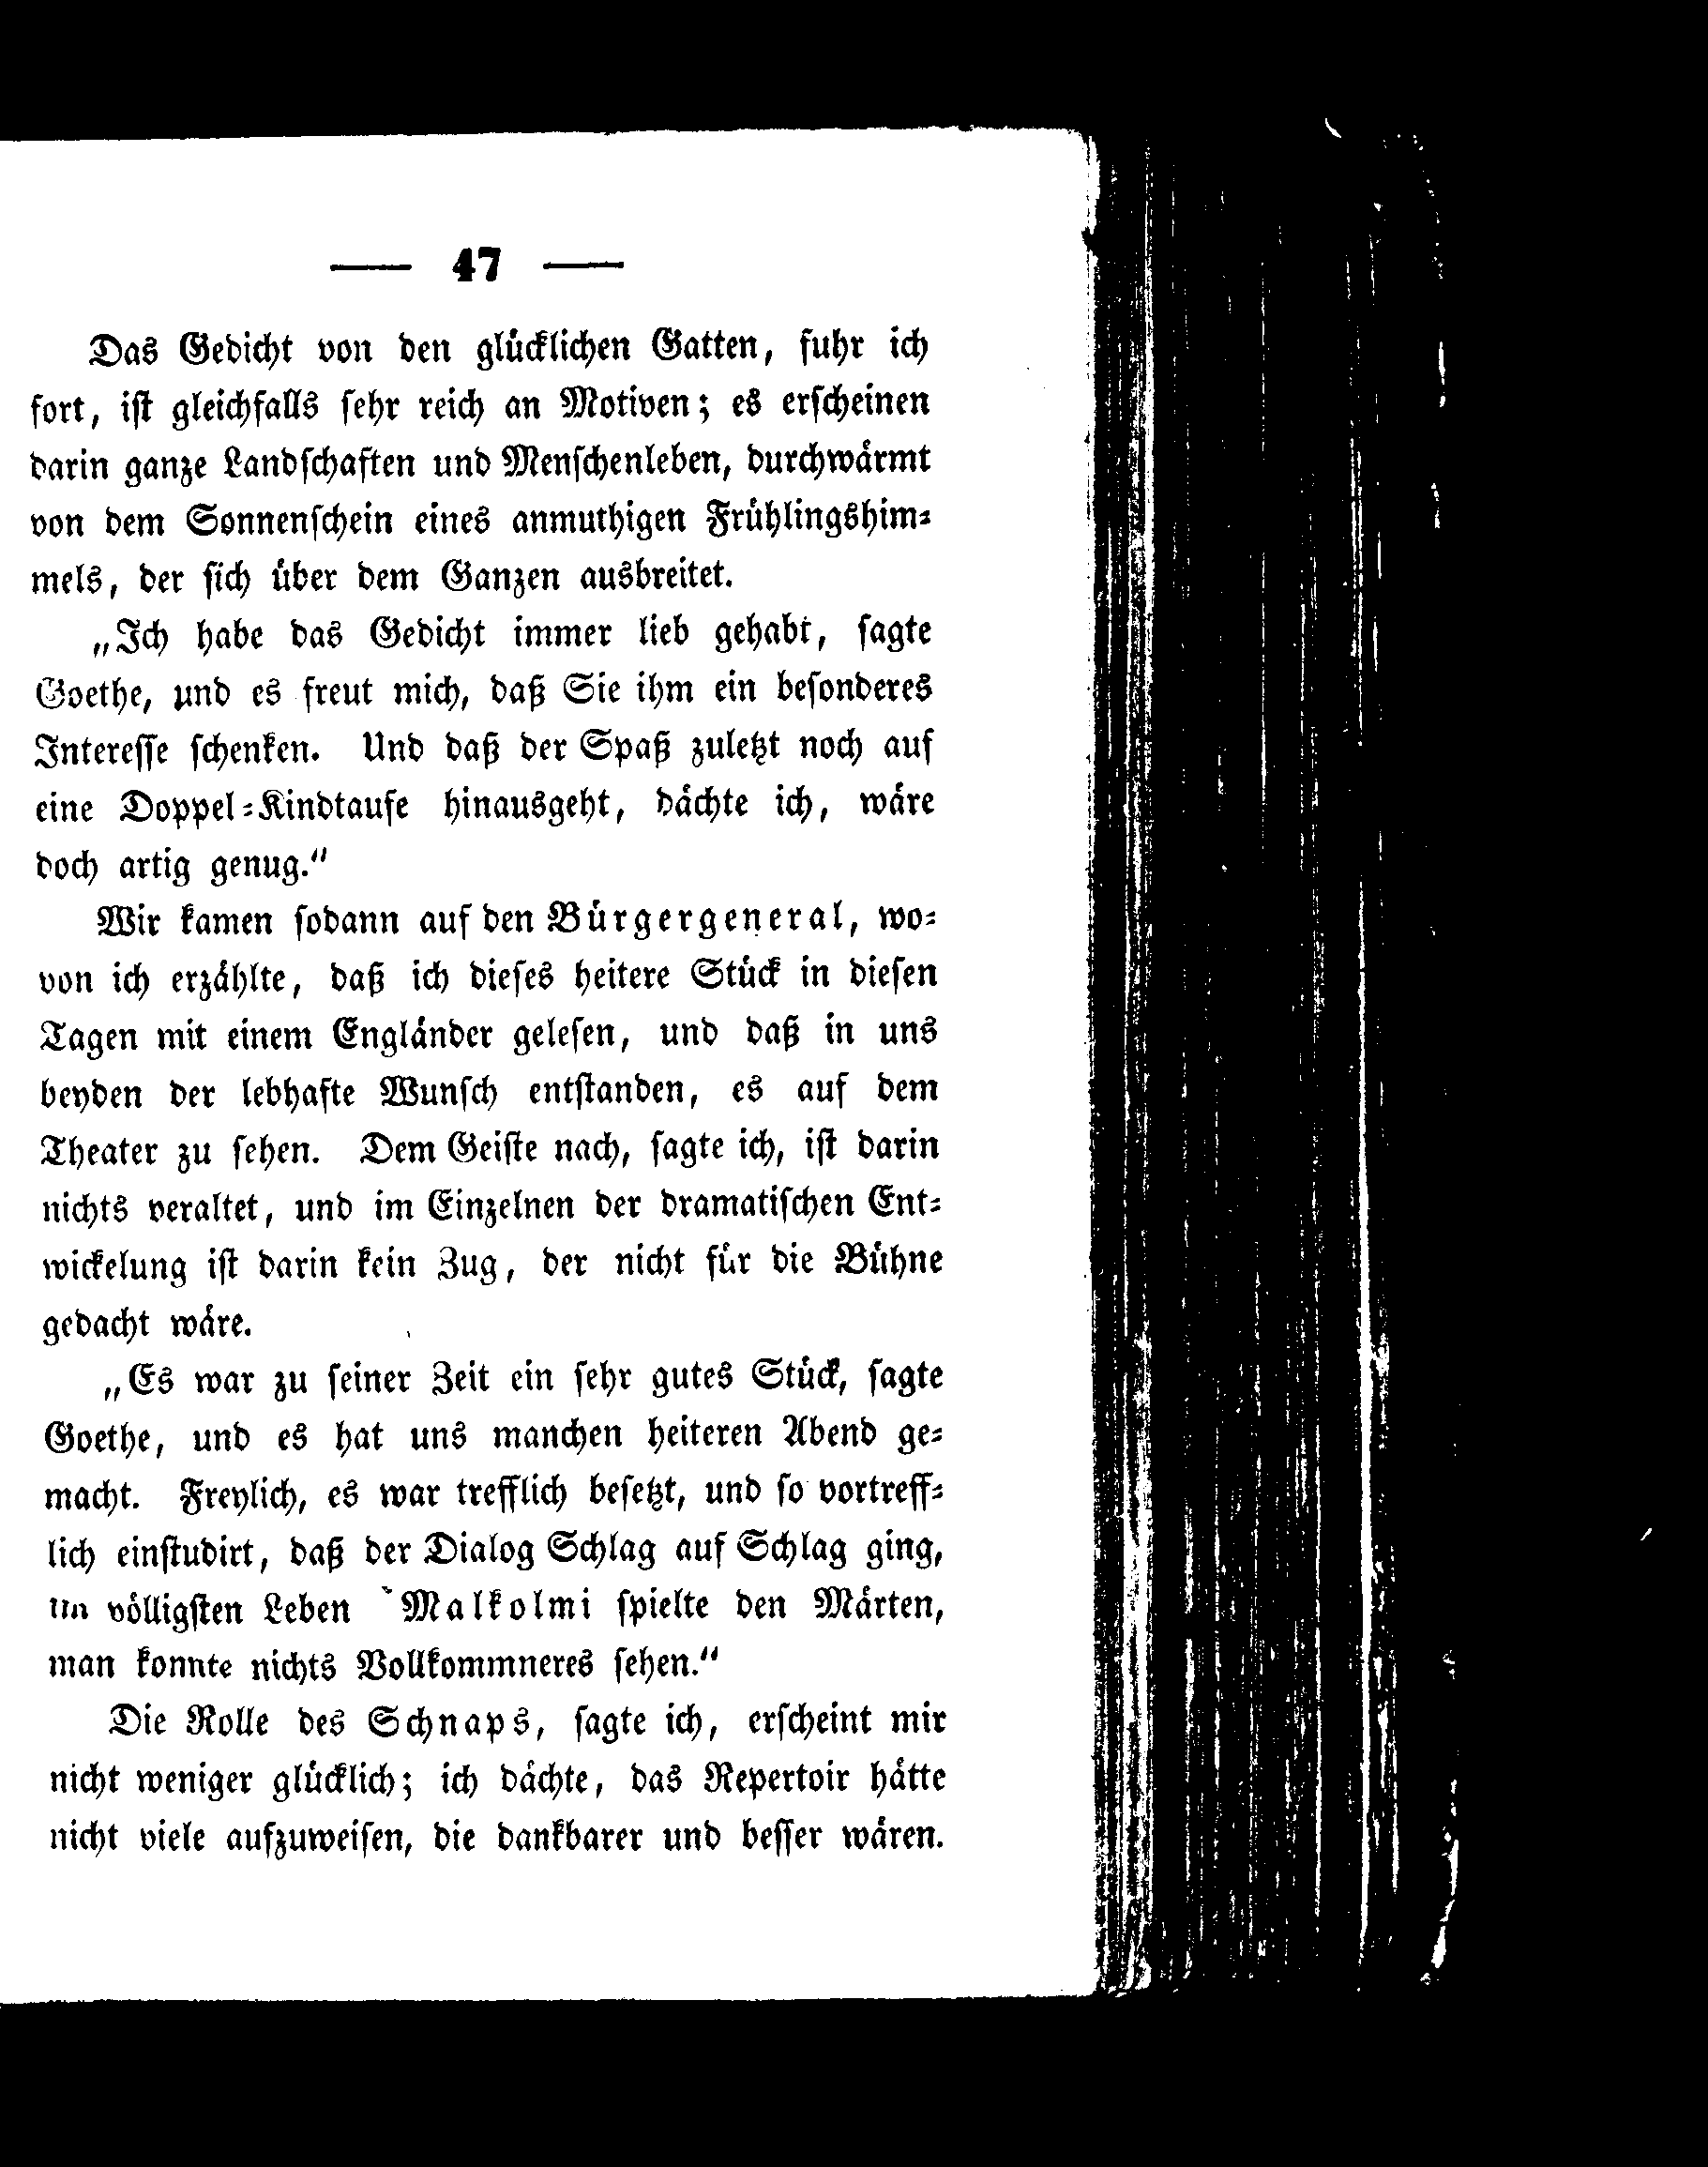 — 47 —
Das Gedicht von den glücklichen Gatten, fuhr ich
fort, iſt gleichfalls ſehr reich an Motiven; es erſcheinen
darin ganze Landſchaften und Menſchenleben, durchwärmt
von dem Sonnenſchein eines anmuthigen Frühlingshim⸗
mels, der ſich über dem Ganzen ausbreitet.
„Ich habe das Gedicht immer lieb gehabt, ſagte
Goethe, und es freut mich, daß Sie ihm ein beſonderes
Intereſſe ſchenken. Und daß der Spaß zuletzt noch auf
eine Doppel⸗Kindtaufe hinausgeht, dächte ich, wäre
doch artig genug.“
Wir kamen ſodann auf den Bürgergeneral, wo⸗
von ich erzählte, daß ich dieſes heitere Stück in dieſen
Tagen mit einem Engländer geleſen, und daß in uns
beyden der lebhafte Wunſch entſtanden, es auf dem
Theater zu ſehen. Dem Geiſte nach, ſagte ich, iſt darin
nichts veraltet, und im Einzelnen der dramatiſchen Ent⸗
wickelung iſt darin kein Zug, der nicht für die Bühne
gedacht wäre.
„Es war zu ſeiner Zeit ein ſehr gutes Stück, ſagte
Goethe, und es hat uns manchen heiteren Abend ge⸗
macht. Freylich, es war trefflich beſetzt, und ſo vortreff⸗
lich einſtudirt, daß der Dialog Schlag auf Schlag ging,
im völligſten Leben Malkolmi ſpielte den Märten,
man konnte nichts Vollkommneres ſehen.“
Die Rolle des Schnaps, ſagte ich, erſcheint mir
nicht weniger glücklich; ich dächte, das Repertoir hätte
nicht viele aufzuweiſen, die dankbarer und beſſer wären.